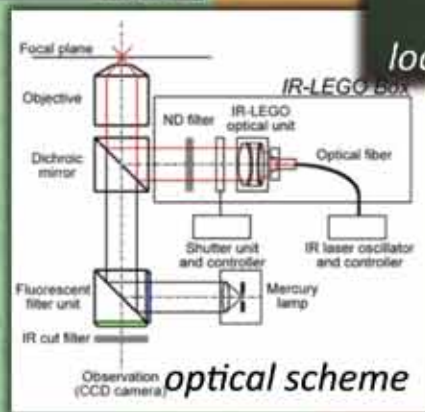 loc
Focal plane
IR-LEGO Box
Objective
ND filter
IR-LEGO
optical unit
Optical fiber
Dichroic
mirror
Shutter unit
and controller
IR laser oscillator
and controller
Fluorescent
filter unit
Mercury
lamp
IR cut filter
Observation
(CCD camera)
optical scheme